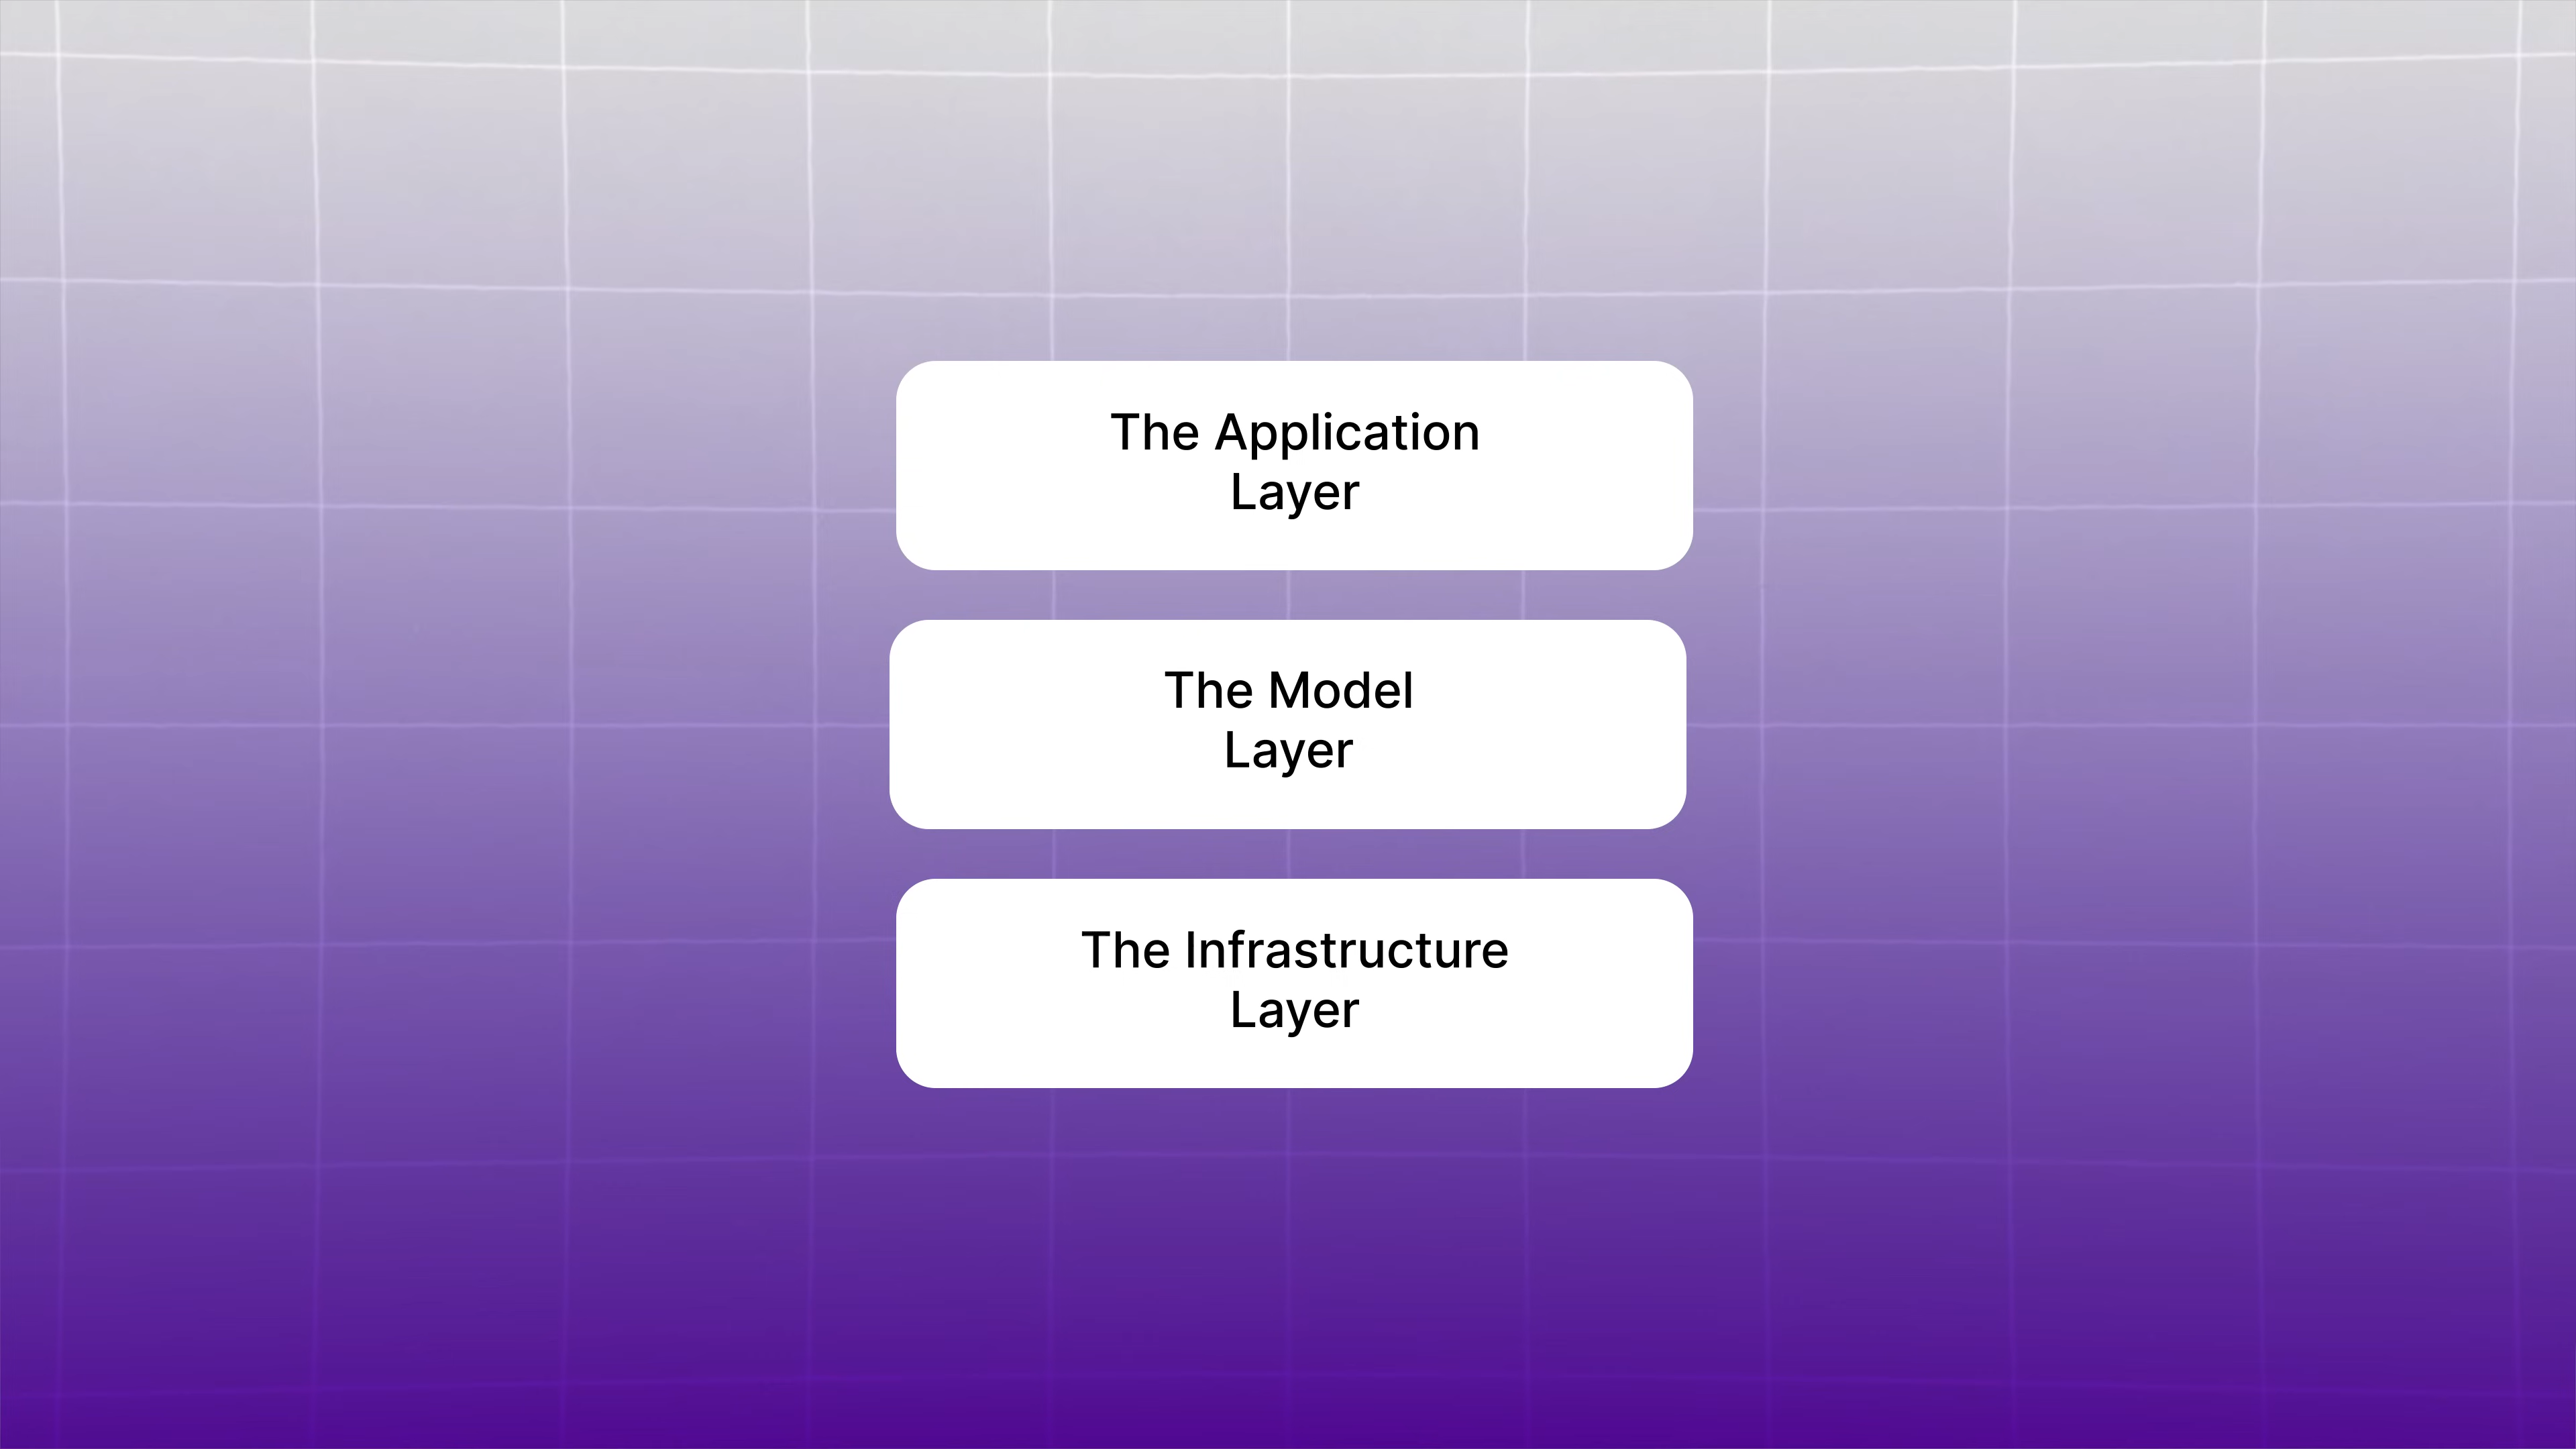 The Application
Layer
The Model
Layer
The Infrastructure
Layer